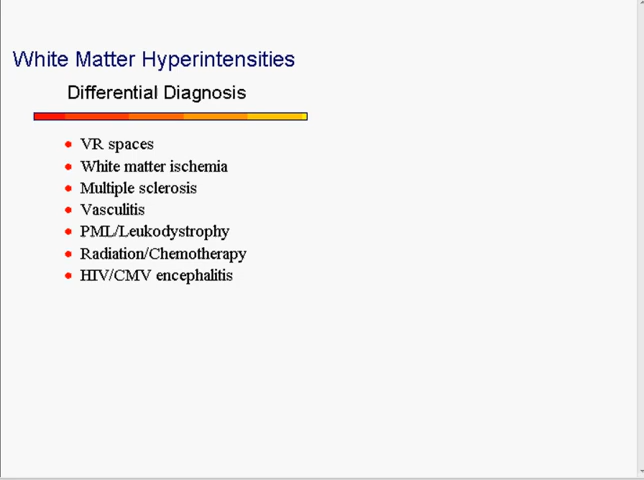 White Matter Hyperintensities
Differential Diagnosis
VR spaces
White matter ischemia
Multiple sclerosis
Vasculitis
PML/Leukodystrophy
Radiation/Chemotherapy
HIV/CMV encephalitis